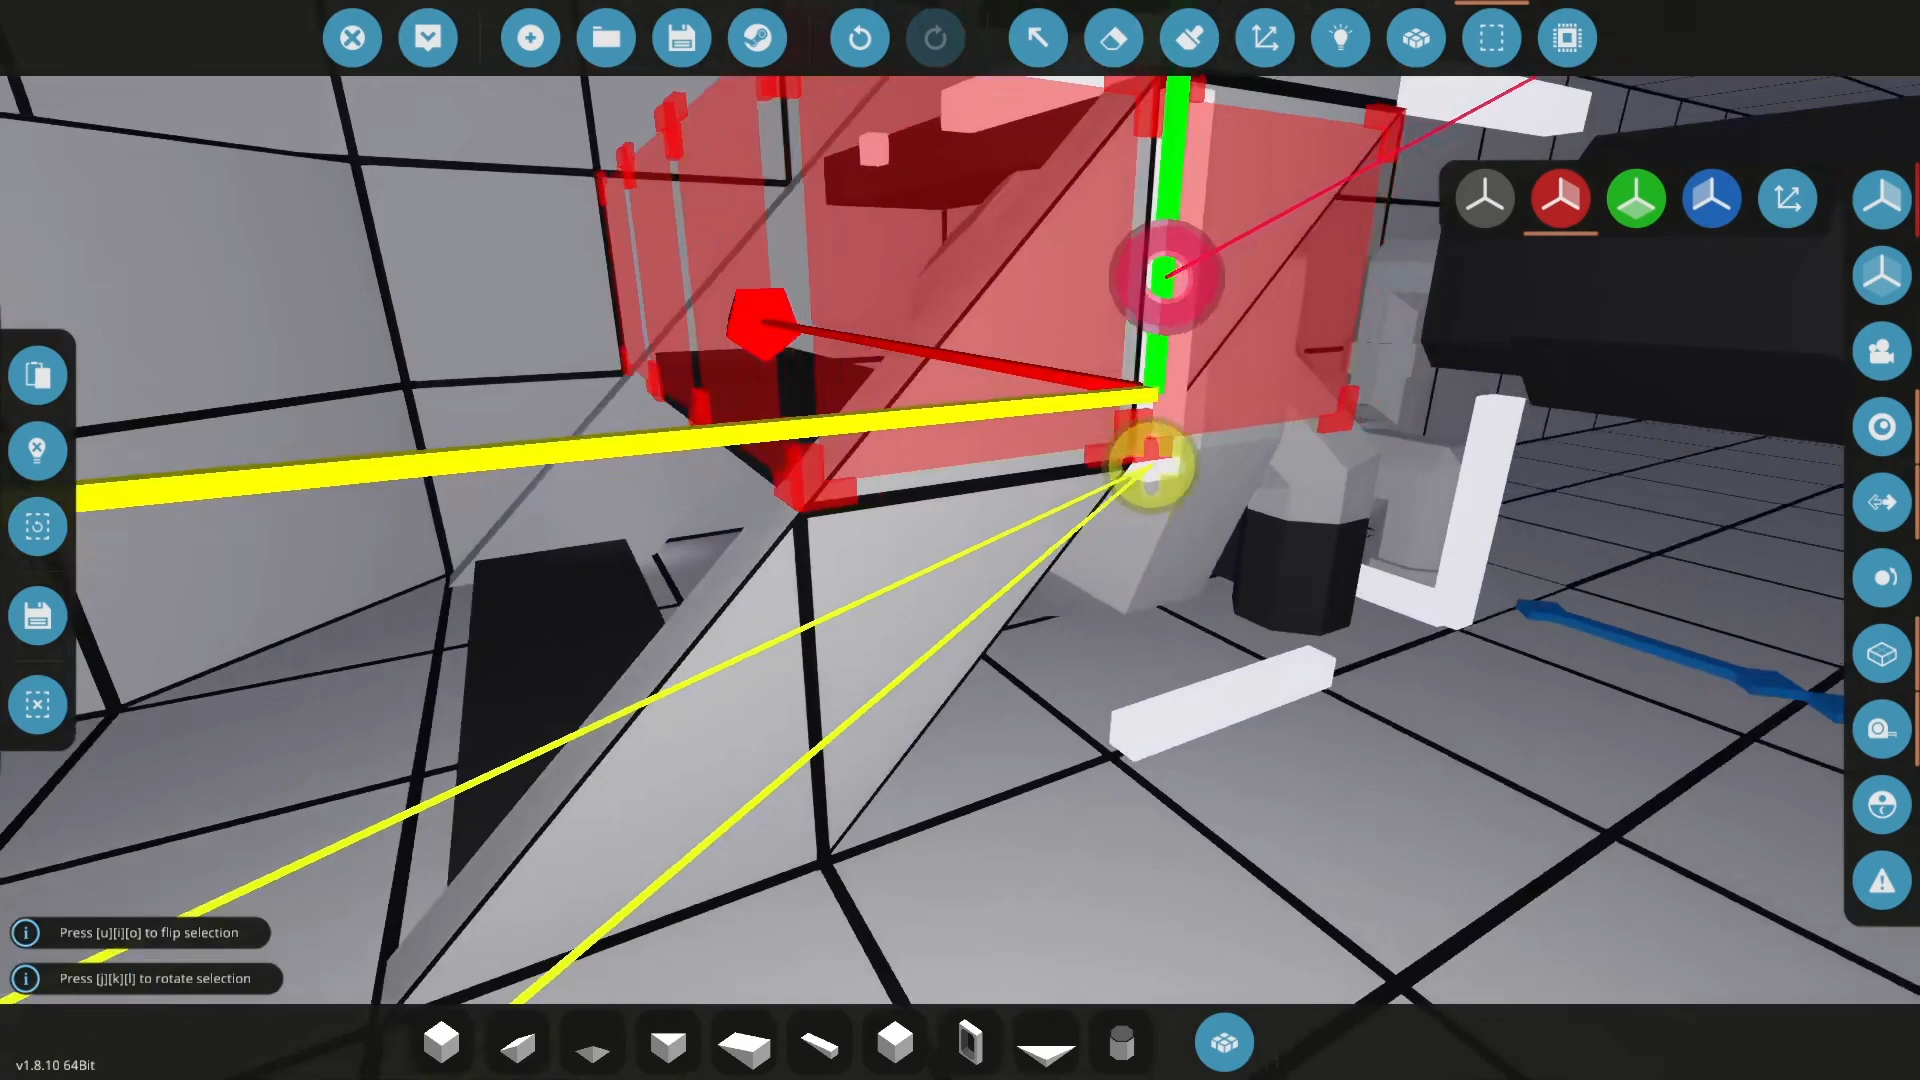 Press [u][i][o] to flip selection
Press [j][k][l] to rotate selection
v1.8.10 64Bit